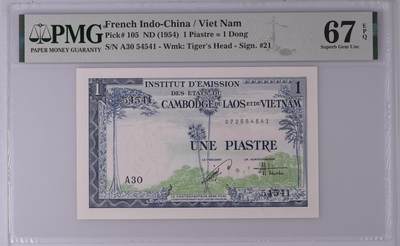 PMG
PAPER MONEY GUARANTY
French Indo-China / Viet Nam
Pick# 105 ND (1954) 1 Piastre = 1 Dong
S/N A30 54541 - Wmk: Tiger's Head - Sign. #21
67 EPQ
Superb Gem Unc
1
INSTITUT D'EMISSION
DES ETATS DU
CAMBODGE DU LAOS ET DU VIETNAM
1
54541
072954541
UNE PIASTRE
A30
54541